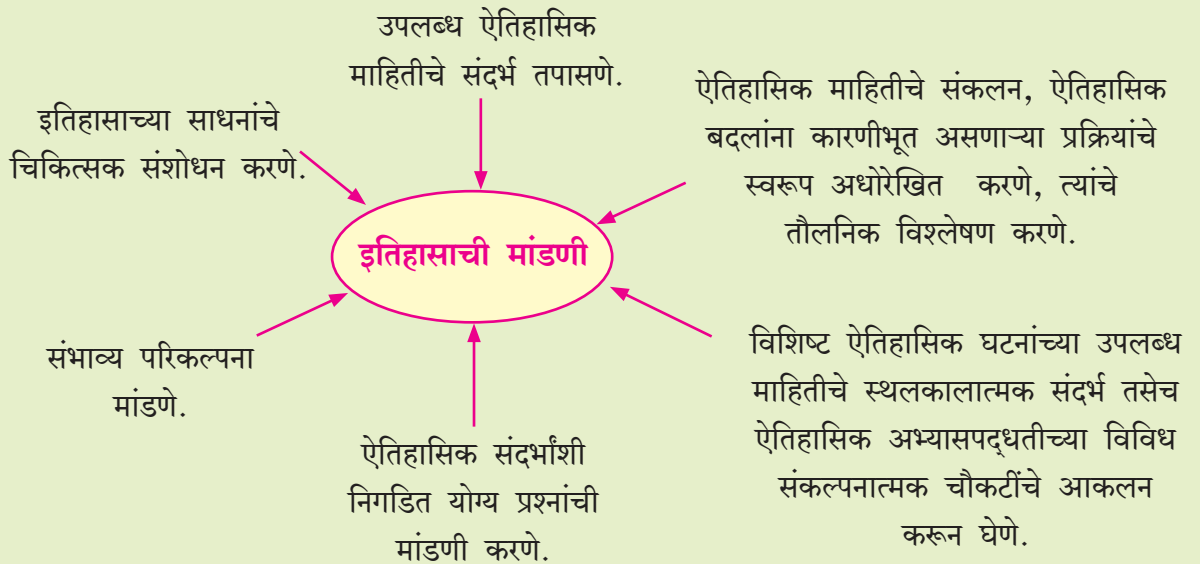 उपलब्ध ऐतिहासिक
माहितीचे संदर्भ तपासणे.
ऐतिहासिक माहितीचे संकलन, ऐतिहासिक
बदलांना कारणीभूत असणाऱ्या प्रक्रियांचे
स्वरूप अधोरेखित करणे, त्यांचे
तौलनिक विश्लेषण करणे.
इतिहासाच्या साधनांचे
चिकित्सक संशोधन करणे.
इतिहासाची मांडणी
संभाव्य परिकल्पना
मांडणे.
विशिष्ट ऐतिहासिक घटनांच्या उपलब्ध
माहितीचे स्थलकालात्मक संदर्भ तसेच
ऐतिहासिक अभ्यासपद्धतीच्या विविध
संकल्पनात्मक चौकटींचे आकलन
करून घेणे.
ऐतिहासिक संदर्भांशी
निगडित योग्य प्रश्नांची
मांडणी करणे.